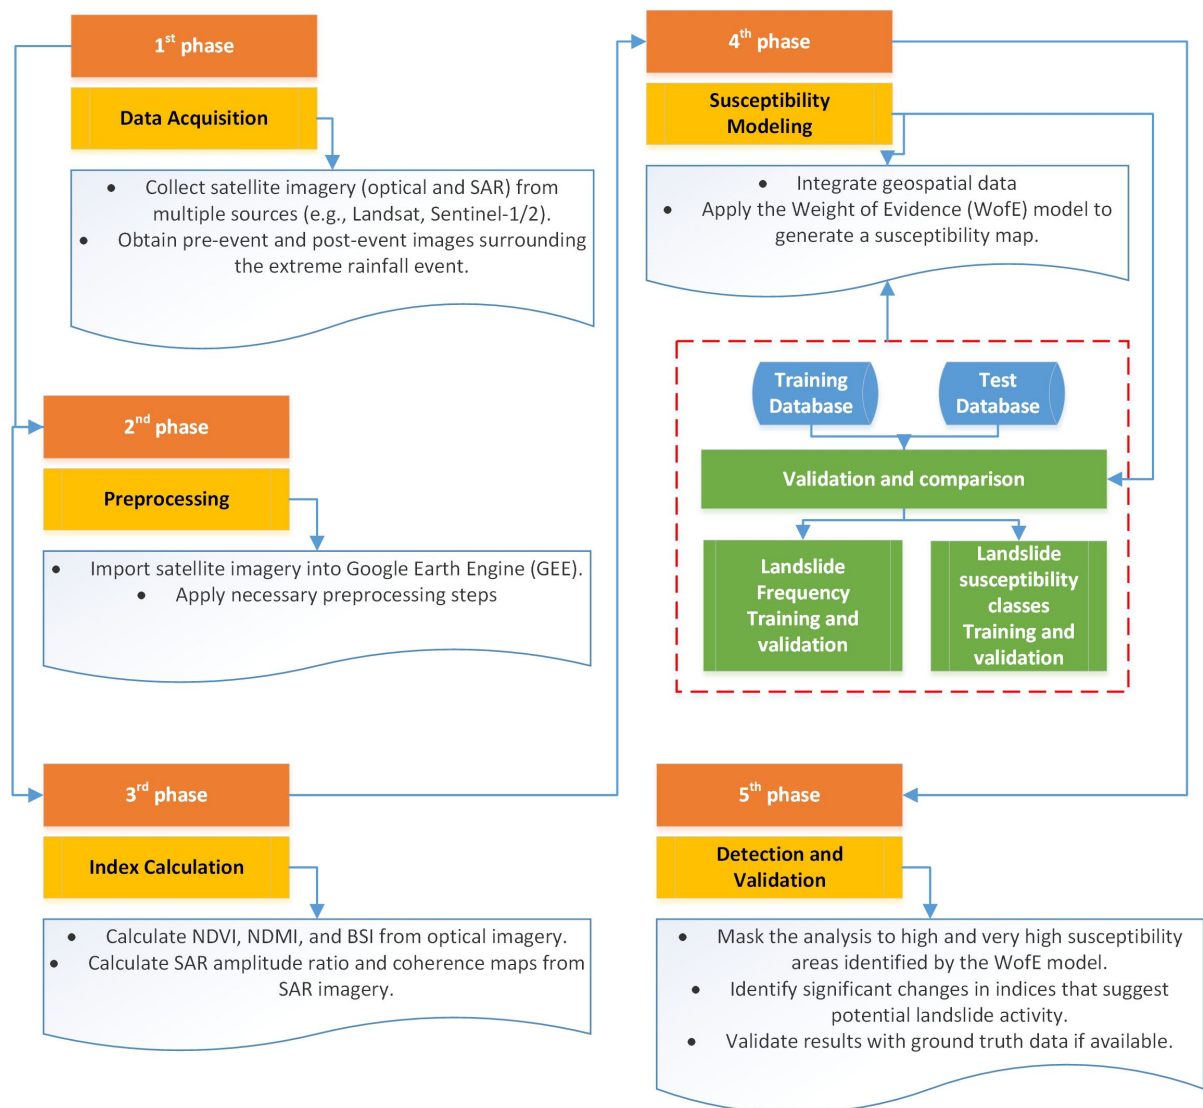 1st phase
Data Acquisition
• Collect satellite imagery (optical and SAR) from
multiple sources (e.g., Landsat, Sentinel-1/2).
• Obtain pre-event and post-event images surrounding
the extreme rainfall event.
2nd phase
Preprocessing
• Import satellite imagery into Google Earth Engine (GEE).
• Apply necessary preprocessing steps
3rd phase
Index Calculation
• Calculate NDVI, NDMI, and BSI from optical imagery.
• Calculate SAR amplitude ratio and coherence maps from
SAR imagery.
4th phase
Susceptibility
Modeling
• Integrate geospatial data
• Apply the Weight of Evidence (WofE) model to
generate a susceptibility map.
Training
Database
Test
Database
Validation and comparison
Landslide
Frequency
Training and
validation
Landslide
susceptibility
classes
Training and
validation
5th phase
Detection and
Validation
• Mask the analysis to high and very high susceptibility
areas identified by the WofE model.
• Identify significant changes in indices that suggest
potential landslide activity.
• Validate results with ground truth data if available.